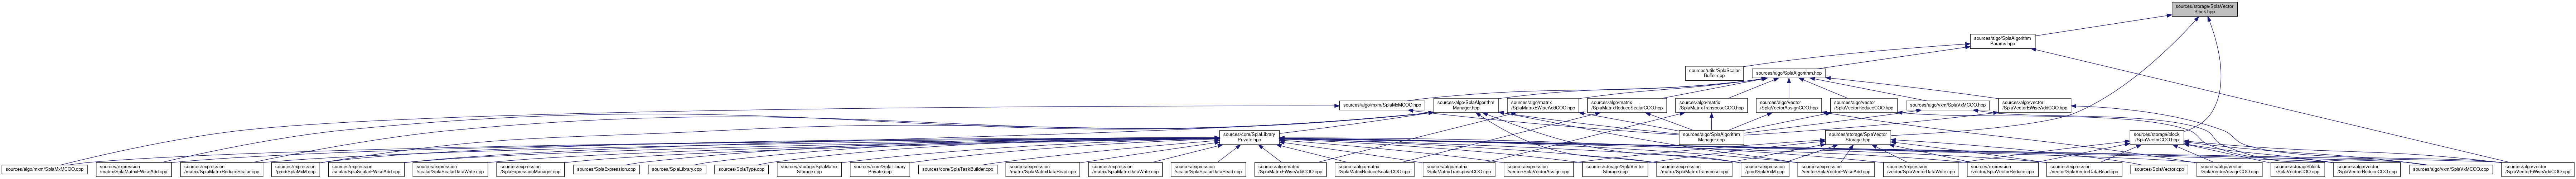 sources/storage/SplaVector
Block.hpp
sources/algo/SplaAlgorithm
Params.hpp
sources/utils/SplaScalar
Buffer.cpp
sources/algo/SplaAlgorithm.hpp
sources/algo/mxm/SplaMxMCOO.hpp
sources/algo/SplaAlgorithm
Manager.hpp
sources/algo/matrix
/SplaMatrixEWiseAddCOO.hpp
sources/algo/matrix
/SplaMatrixReduceScalarCOO.hpp
sources/algo/matrix
/SplaMatrixTransposeCOO.hpp
sources/algo/vector
/SplaVectorAssignCOO.hpp
sources/algo/vector
/SplaVectorReduceCOO.hpp
sources/algo/vxm/SplaVxMCOO.hpp
sources/algo/vector
/SplaVectorEWiseAddCOO.hpp
sources/core/SplaLibrary
Private.hpp
sources/algo/SplaAlgorithm
Manager.cpp
sources/storage/SplaVector
Storage.hpp
sources/storage/block
/SplaVectorCOO.hpp
sources/algo/mxm/SplaMxMCOO.cpp
sources/expression
/matrix/SplaMatrixEWiseAdd.cpp
sources/expression
/matrix/SplaMatrixReduceScalar.cpp
sources/expression
/prod/SplaMxM.cpp
sources/expression
/scalar/SplaScalarEWiseAdd.cpp
sources/expression
/scalar/SplaScalarDataWrite.cpp
sources/expression
/SplaExpressionManager.cpp
sources/SplaExpression.cpp
sources/SplaLibrary.cpp
sources/SplaType.cpp
sources/storage/SplaMatrix
Storage.cpp
sources/core/SplaLibrary
Private.cpp
sources/core/SplaTaskBuilder.cpp
sources/expression
/matrix/SplaMatrixDataRead.cpp
sources/expression
/matrix/SplaMatrixDataWrite.cpp
sources/expression
/scalar/SplaScalarDataRead.cpp
sources/algo/matrix
/SplaMatrixEWiseAddCOO.cpp
sources/algo/matrix
/SplaMatrixReduceScalarCOO.cpp
sources/algo/matrix
/SplaMatrixTransposeCOO.cpp
sources/expression
/vector/SplaVectorAssign.cpp
sources/storage/SplaVector
Storage.cpp
sources/expression
/matrix/SplaMatrixTranspose.cpp
sources/expression
/prod/SplaVxM.cpp
sources/expression
/vector/SplaVectorEWiseAdd.cpp
sources/expression
/vector/SplaVectorDataWrite.cpp
sources/expression
/vector/SplaVectorReduce.cpp
sources/expression
/vector/SplaVectorDataRead.cpp
sources/SplaVector.cpp
sources/algo/vector
/SplaVectorAssignCOO.cpp
sources/storage/block
/SplaVectorCOO.cpp
sources/algo/vector
/SplaVectorReduceCOO.cpp
sources/algo/vxm/SplaVxMCOO.cpp
sources/algo/vector
/SplaVectorEWiseAddCOO.cpp